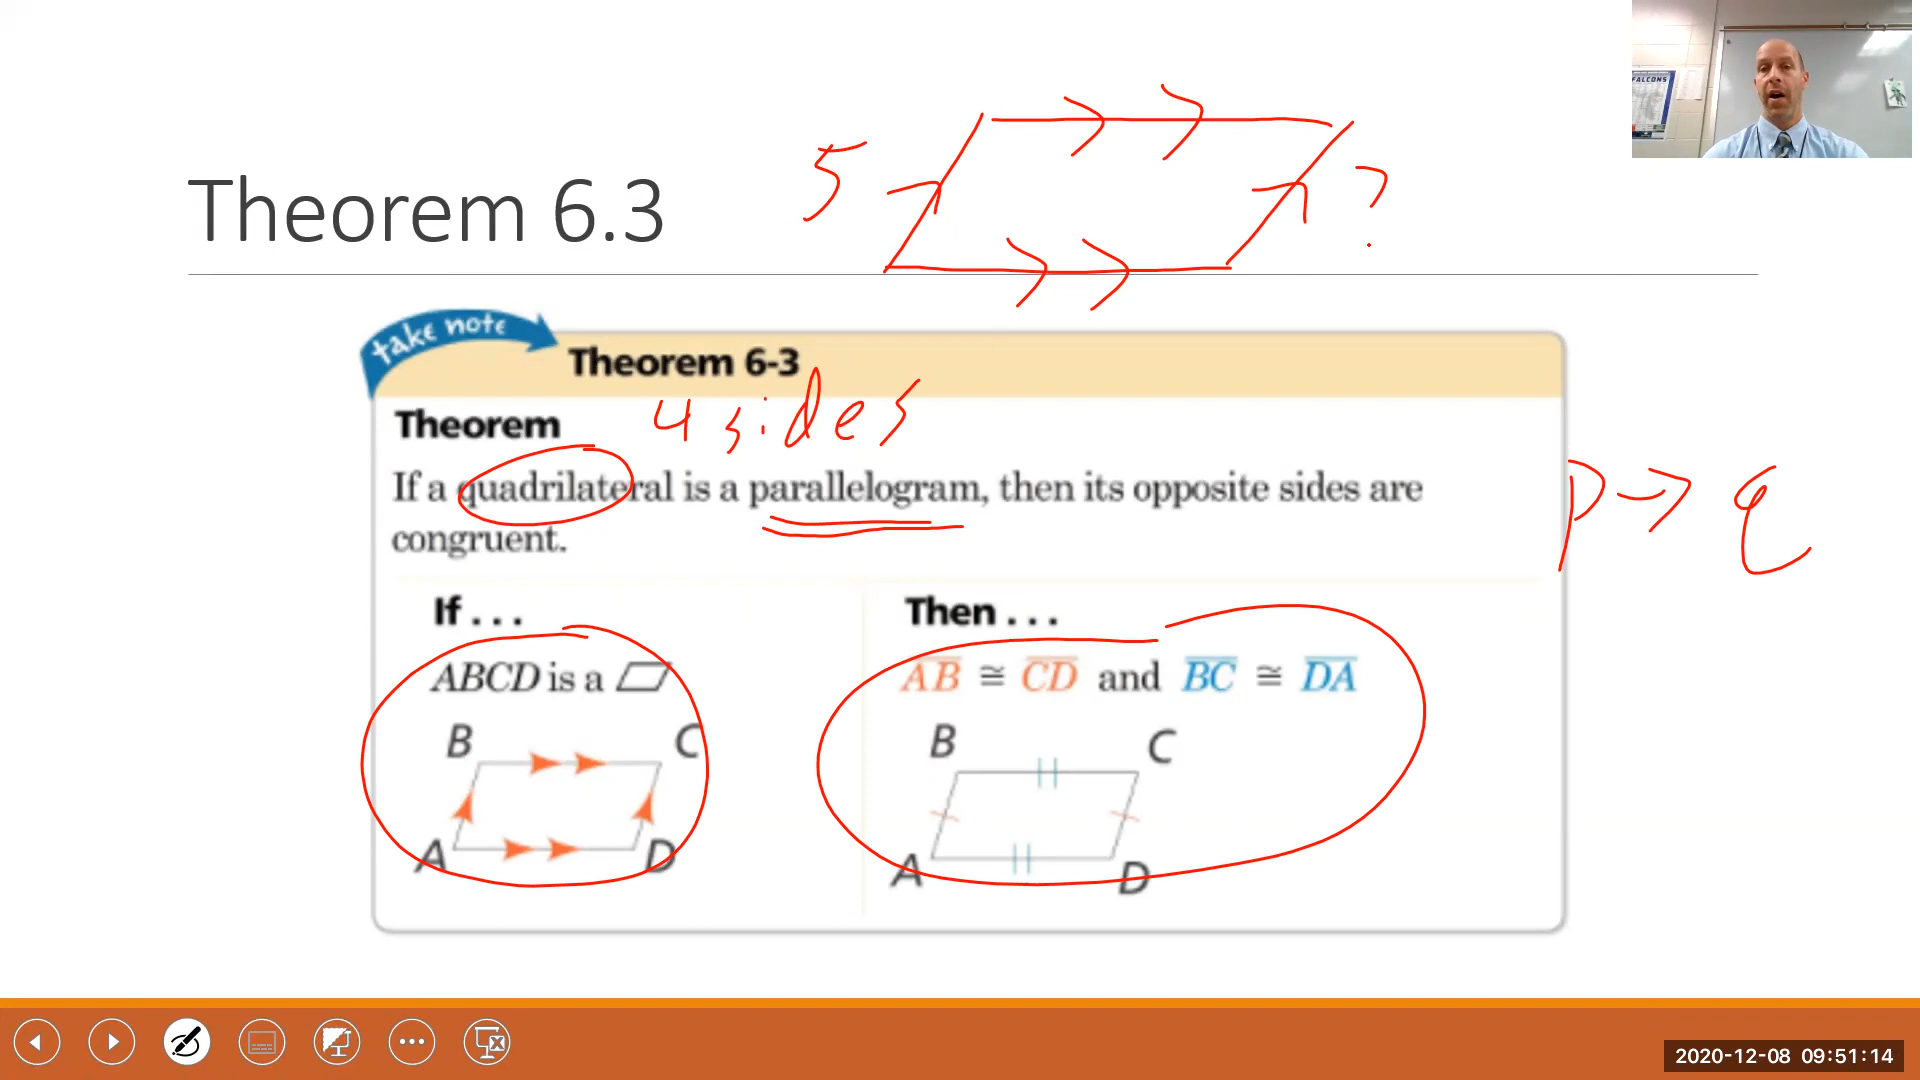 FALCONS
Theorem 6.3
5
?
take note
Theorem 6-3
Theorem
4 sides
If a quadrilateral is a parallelogram, then its opposite sides are
congruent.
p → q
If . . .
Then . . .
ABCD is a ▱
AB ≅ CD and BC ≅ DA
B C
B C
A D
A D
2020-12-08 09:51:14